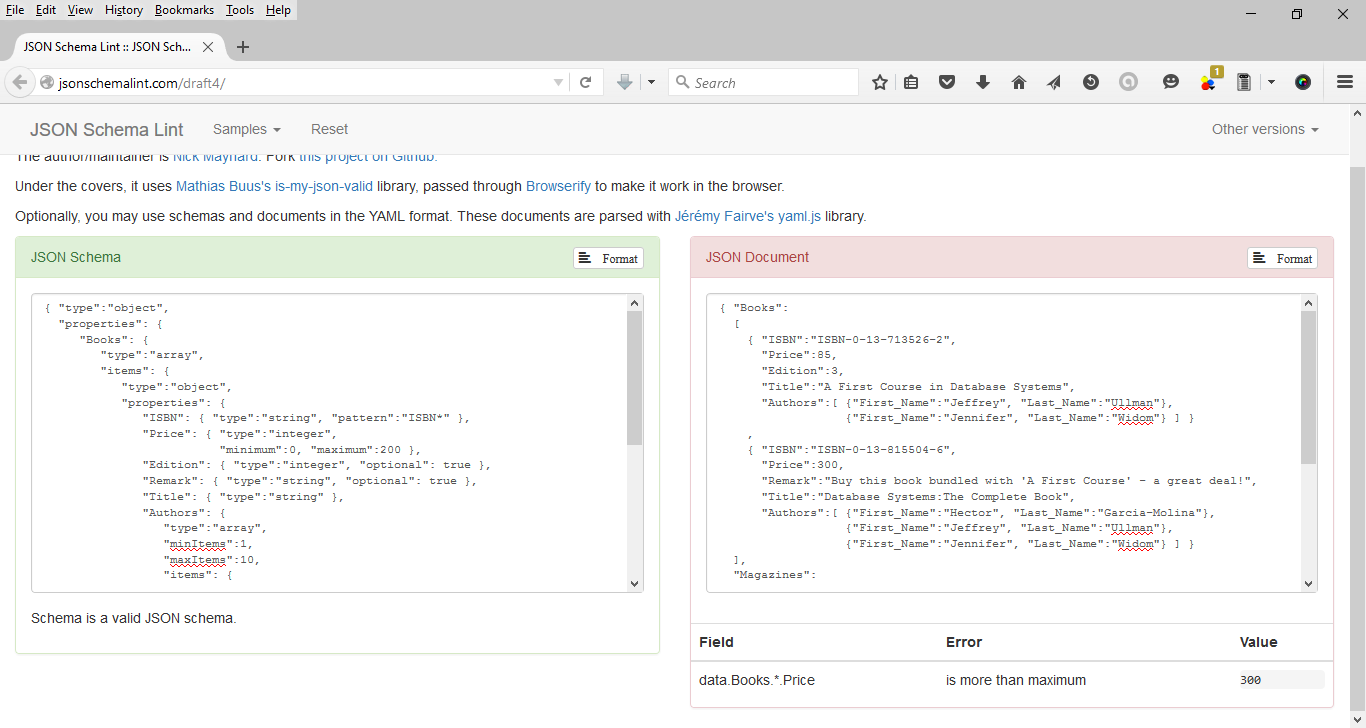 File Edit View History Bookmarks Tools Help
JSON Schema Lint :: JSON Sch...
jsonschemalint.com/draft4/
Search
1
JSON Schema Lint Samples Reset Other versions
The author/maintainer is Nick Maynard. Fork this project on Github.
Under the covers, it uses Mathias Buus's is-my-json-valid library, passed through Browserify to make it work in the browser.
Optionally, you may use schemas and documents in the YAML format. These documents are parsed with Jérémy Fairve's yaml.js library.
JSON Schema Format
{ "type":"object",
"properties": {
"Books": {
"type":"array",
"items": {
"type":"object",
"properties": {
"ISBN": { "type":"string", "pattern":"ISBN*" },
"Price": { "type":"integer",
"minimum":0, "maximum":200 },
"Edition": { "type":"integer", "optional": true },
"Remark": { "type":"string", "optional": true },
"Title": { "type":"string" },
"Authors": {
"type":"array",
"minItems":1,
"maxItems":10,
"items": {
Schema is a valid JSON schema.
JSON Document Format
{ "Books":
[
{ "ISBN":"ISBN-0-13-713526-2",
"Price":85,
"Edition":3,
"Title":"A First Course in Database Systems",
"Authors":[ {"First_Name":"Jeffrey", "Last_Name":"Ullman"},
{"First_Name":"Jennifer", "Last_Name":"Widom"} ] }
,
{ "ISBN":"ISBN-0-13-815504-6",
"Price":300,
"Remark":"Buy this book bundled with 'A First Course' - a great deal!",
"Title":"Database Systems:The Complete Book",
"Authors":[ {"First_Name":"Hector", "Last_Name":"Garcia-Molina"},
{"First_Name":"Jeffrey", "Last_Name":"Ullman"},
{"First_Name":"Jennifer", "Last_Name":"Widom"} ] }
],
"Magazines":
Field Error Value
data.Books.*.Price is more than maximum 300